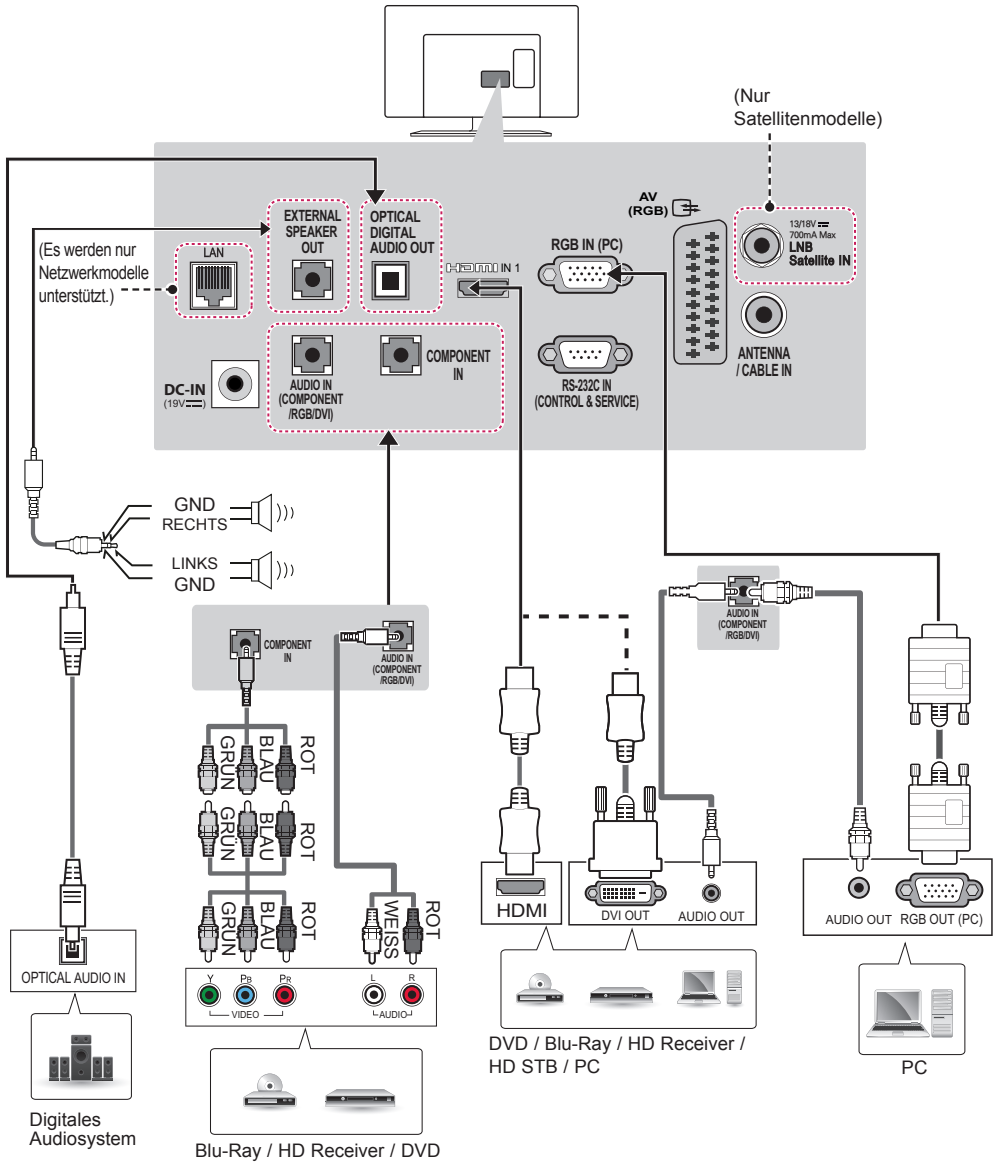 (Nur
Satellitenmodelle)
AV
(RGB)
13/18V
700mA Max
LNB
Satellite IN
EXTERNAL
SPEAKER
OUT
OPTICAL
DIGITAL
AUDIO OUT
RGB IN (PC)
HDMI IN 1
(Es werden nur
Netzwerkmodelle
unterstützt.)
LAN
ANTENNA
/ CABLE IN
COMPONENT
IN
AUDIO IN
(COMPONENT
/RGB/DVI)
RS-232C IN
(CONTROL & SERVICE)
DC-IN
(19V)
GND
RECHTS
LINKS
GND
COMPONENT
IN
AUDIO IN
(COMPONENT
/RGB/DVI)
AUDIO IN
(COMPONENT
/RGB/DVI)
GRÜN
BLAU
ROT
GRÜN
BLAU
ROT
GRÜN
BLAU
ROT
WEISS
ROT
HDMI
DVI OUT
AUDIO OUT
AUDIO OUT
RGB OUT (PC)
OPTICAL AUDIO IN
Y
PB
PR
VIDEO
L
R
AUDIO
DVD / Blu-Ray / HD Receiver /
HD STB / PC
PC
Digitales
Audiosystem
Blu-Ray / HD Receiver / DVD